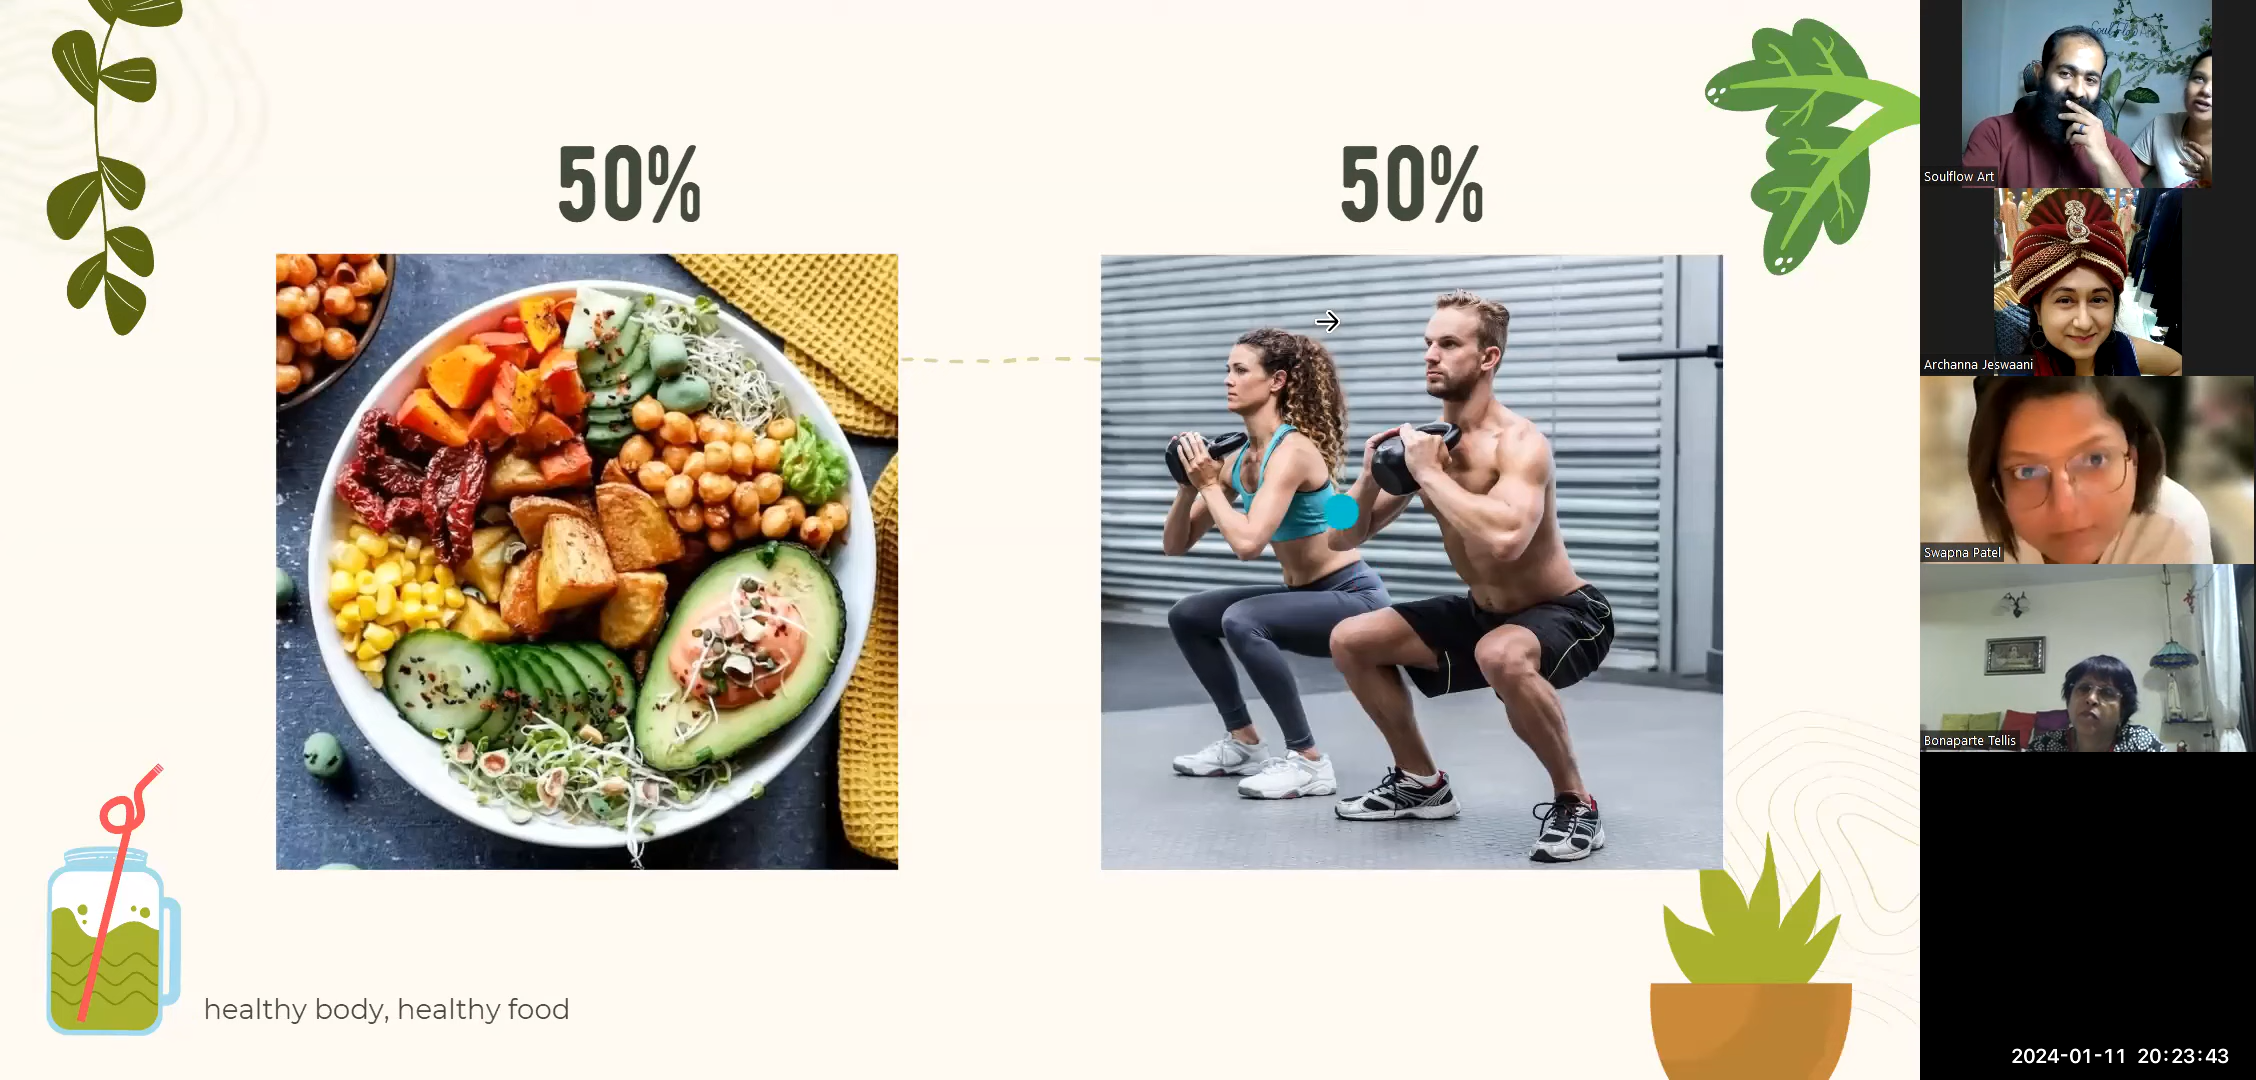 50%
50%
healthy body, healthy food
Soulflow Art
Archanna Jeswaani
Swapna Patel
Bonaparte Tellis
2024-01-11 20:23:43